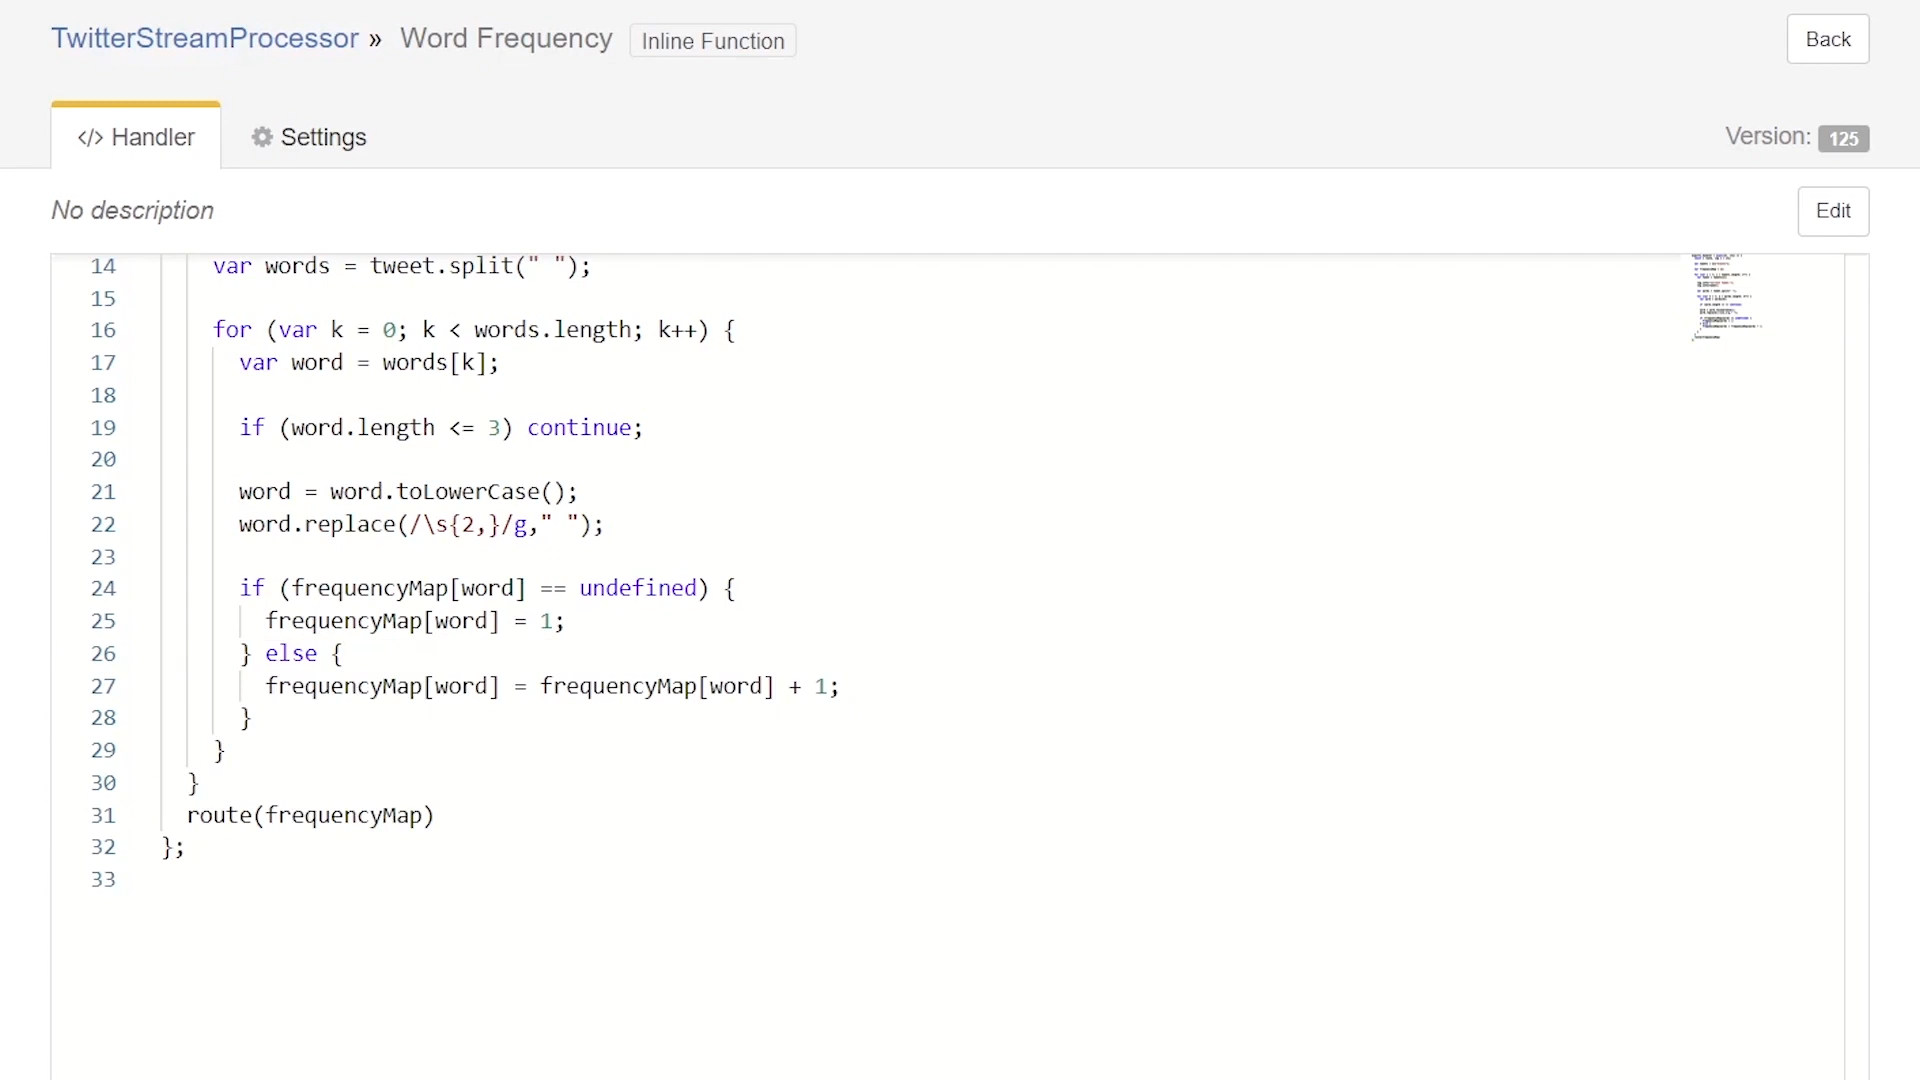 TwitterStreamProcessor » Word Frequency Inline Function
Back
</> Handler
Settings
Version: 125
No description
Edit
14 var words = tweet.split(" ");
15
16 for (var k = 0; k < words.length; k++) {
17 var word = words[k];
18
19 if (word.length <= 3) continue;
20
21 word = word.toLowerCase();
22 word.replace(/\s{2,}/g," ");
23
24 if (frequencyMap[word] == undefined) {
25 frequencyMap[word] = 1;
26 } else {
27 frequencyMap[word] = frequencyMap[word] + 1;
28 }
29 }
30 }
31 route(frequencyMap)
32 };
33